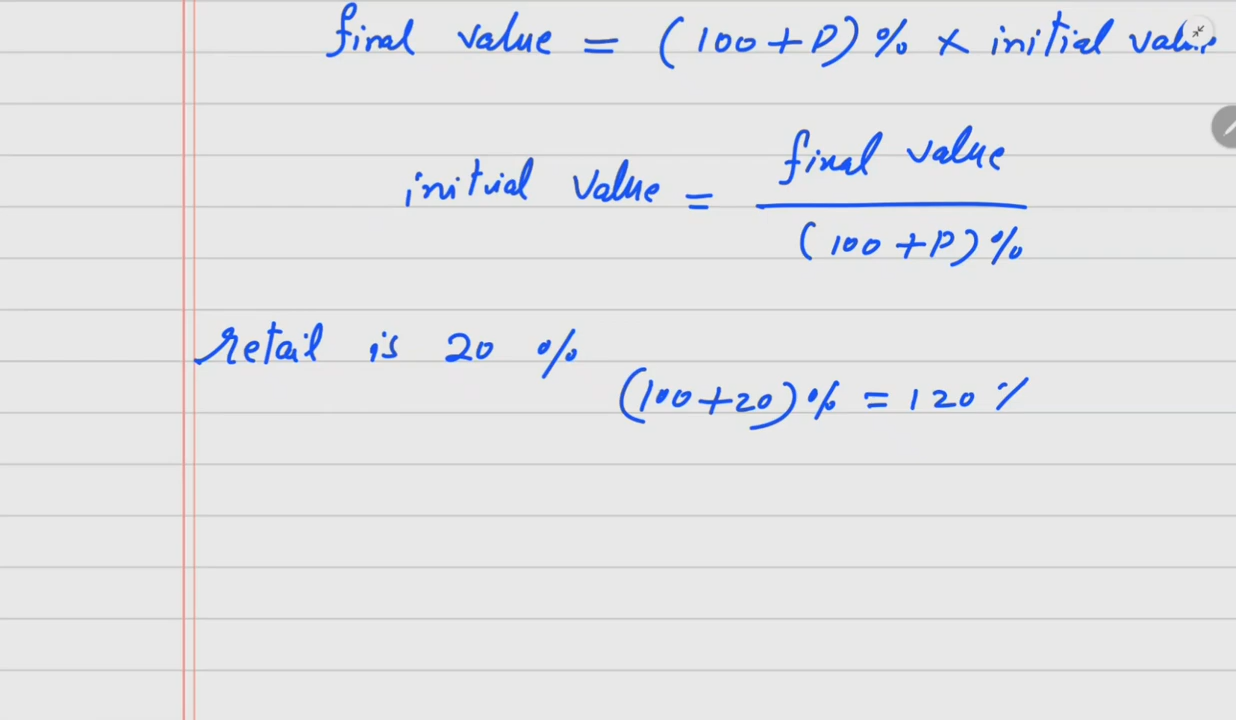 final value = (100+P)% × initial value
initial value = final value / (100+P)%
retail is 20 %
(100+20)% = 120 %